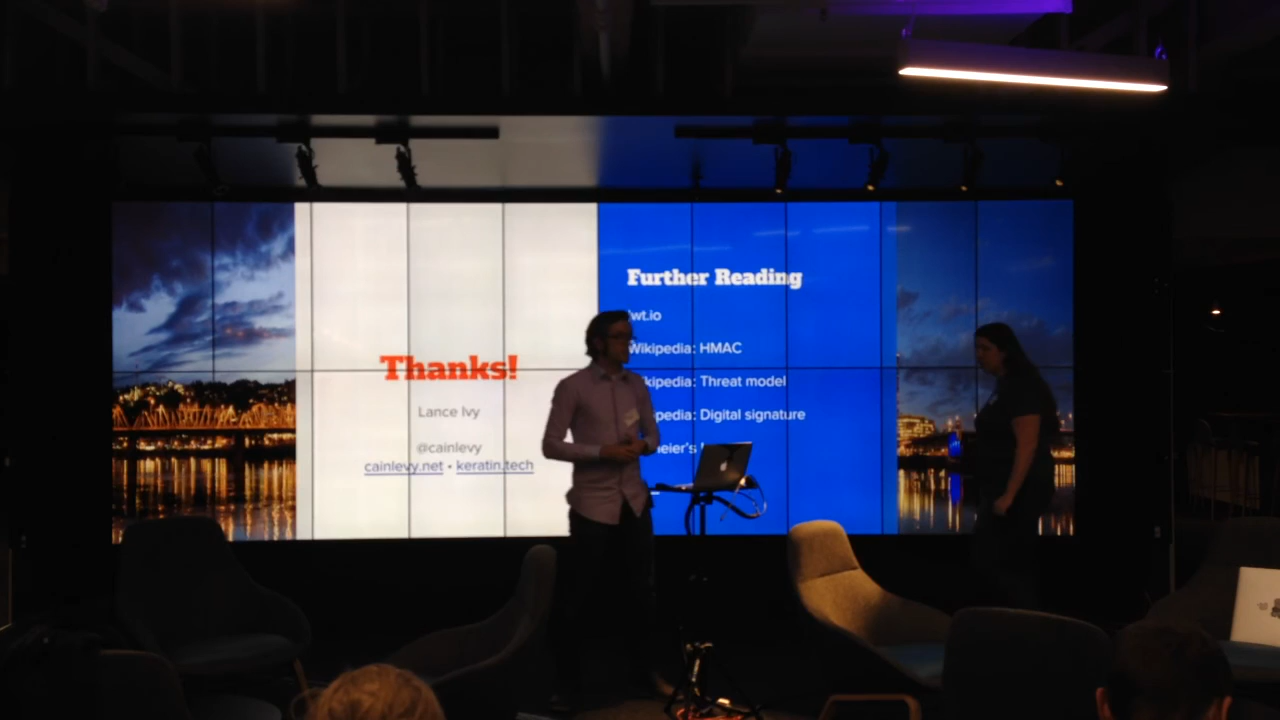 Thanks!
Lance Ivy
@cainlevy
cainlevy.net • keratin.tech
Further Reading
jwt.io
Wikipedia: HMAC
Wikipedia: Threat model
Wikipedia: Digital signature